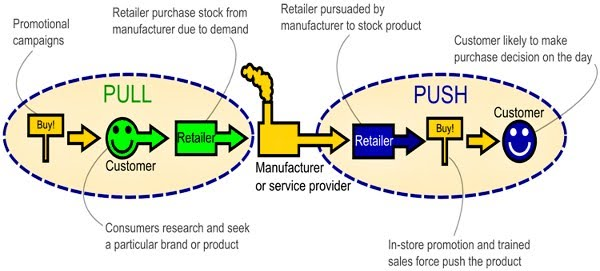 Promotional
campaigns
Retailer purchase stock from
manufacturer due to demand
Retailer pursuaded by
manufacturer to stock product
Customer likely to make
purchase decision on the day
PULL
PUSH
Buy!
Customer
Retailer
Manufacturer
or service provider
Retailer
Buy!
Customer
Consumers research and seek
a particular brand or product
In-store promotion and trained
sales force push the product